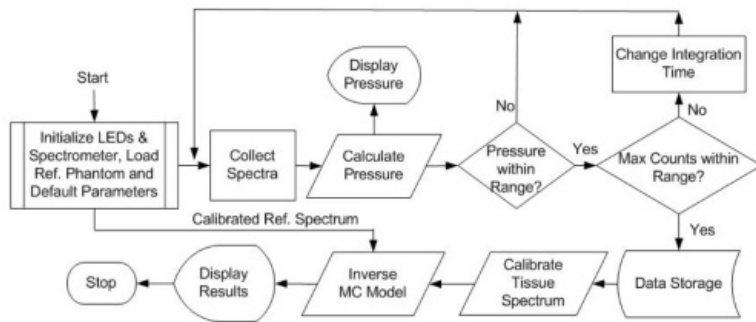 Start
Initialize LEDs &
Spectrometer, Load
Ref. Phantom and
Default Parameters
Collect
Spectra
Display
Pressure
Calculate
Pressure
No
Pressure
within
Range?
Yes
Change Integration
Time
No
Max Counts within
Range?
Yes
Calibrated Ref. Spectrum
Stop
Display
Results
Inverse
MC Model
Calibrate
Tissue
Spectrum
Data Storage